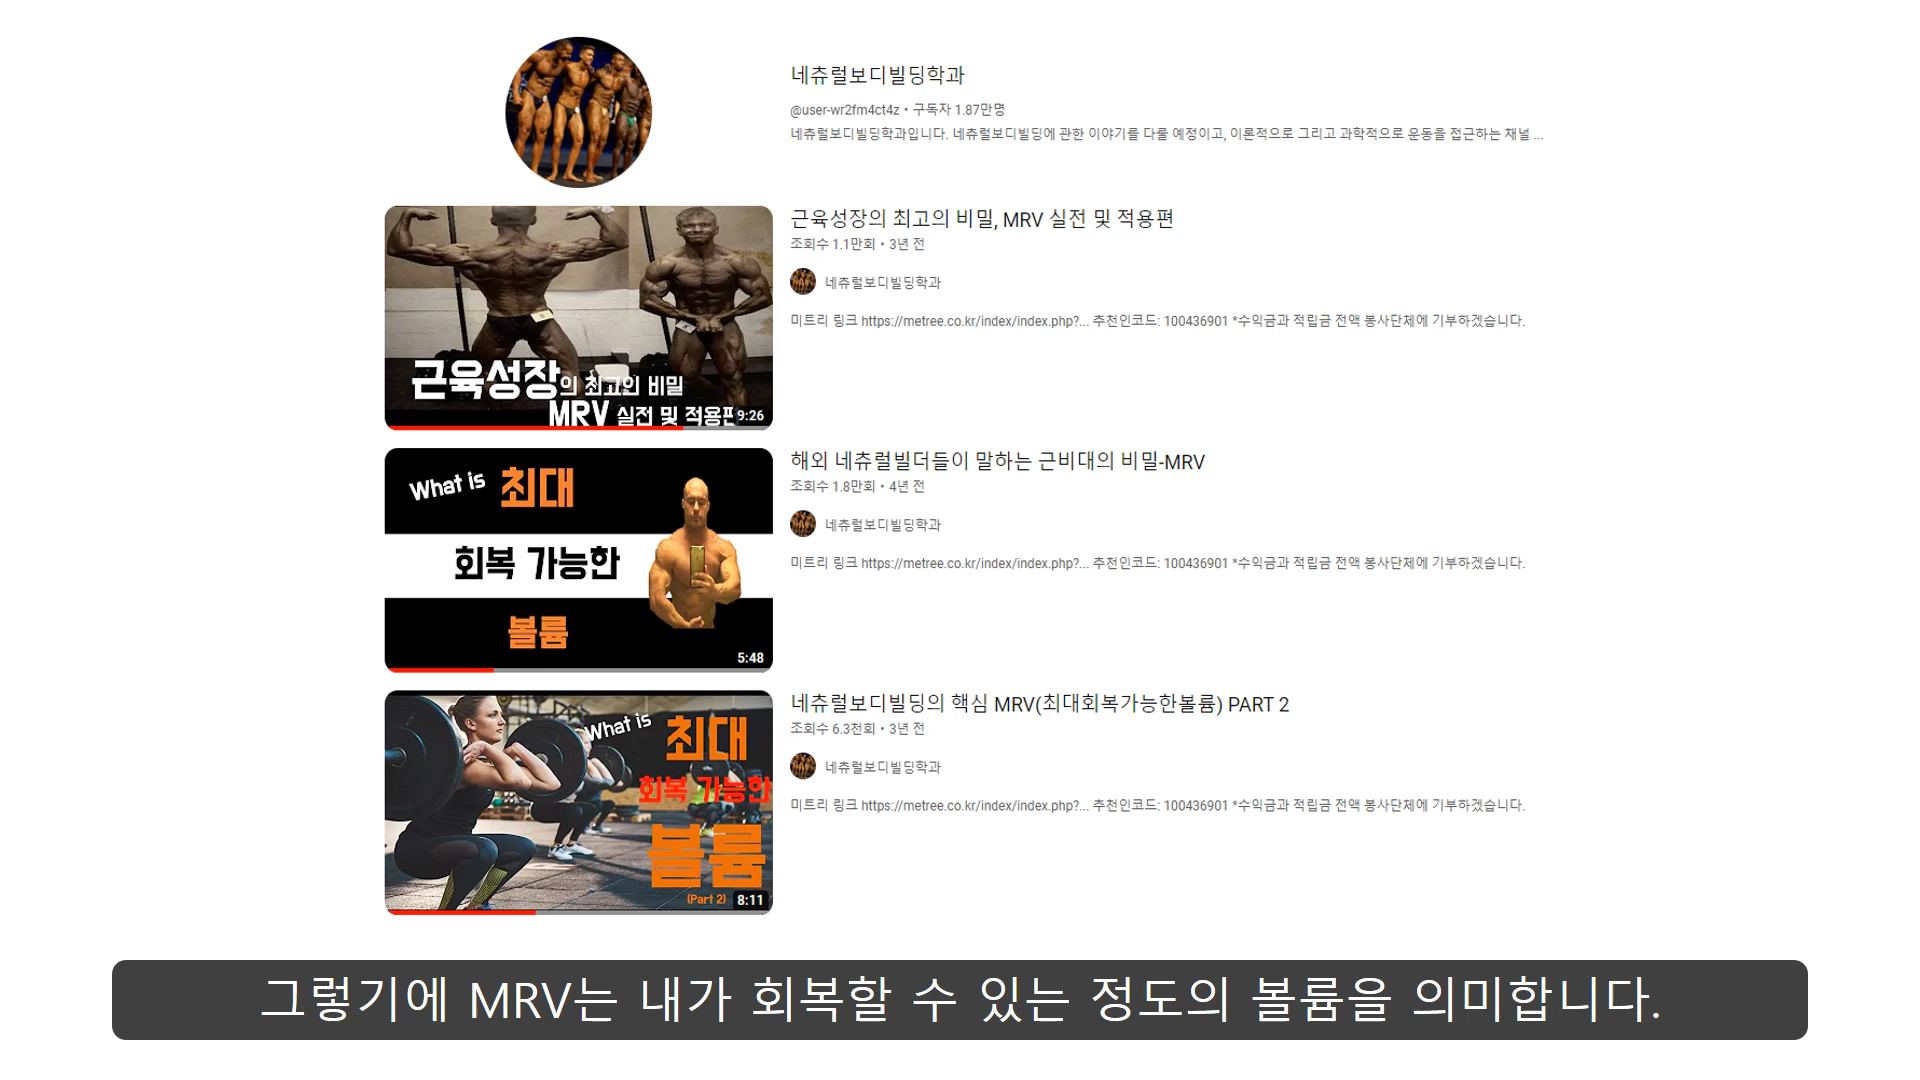 네츄럴보디빌딩학과
@user-wr2fm4ct4z • 구독자 1.87만명
네츄럴보디빌딩학과입니다. 네츄럴보디빌딩에 관한 이야기를 다룰 예정이고, 이론적으로 그리고 과학적으로 운동을 접근하는 채널 ...
근육성장의 최고인 비밀
MRV 실전 및 적용편
9:26
근육성장의 최고의 비밀, MRV 실전 및 적용편
조회수 1.1만회 • 3년 전
네츄럴보디빌딩학과
미트리 링크 https://metree.co.kr/index/index.php?... 추천인코드: 100436901 *수익금과 적립금 전액 봉사단체에 기부하겠습니다.
What is 최대
회복 가능한
볼륨
5:48
해외 네츄럴빌더들이 말하는 근비대의 비밀-MRV
조회수 1.8만회 • 4년 전
네츄럴보디빌딩학과
미트리 링크 https://metree.co.kr/index/index.php?... 추천인코드: 100436901 *수익금과 적립금 전액 봉사단체에 기부하겠습니다.
What is 최대
회복 가능한
볼륨
(Part 2) 8:11
네츄럴보디빌딩의 핵심 MRV(최대회복가능한볼륨) PART 2
조회수 6.3천회 • 3년 전
네츄럴보디빌딩학과
미트리 링크 https://metree.co.kr/index/index.php?... 추천인코드: 100436901 *수익금과 적립금 전액 봉사단체에 기부하겠습니다.
그렇기에 MRV는 내가 회복할 수 있는 정도의 볼륨을 의미합니다.